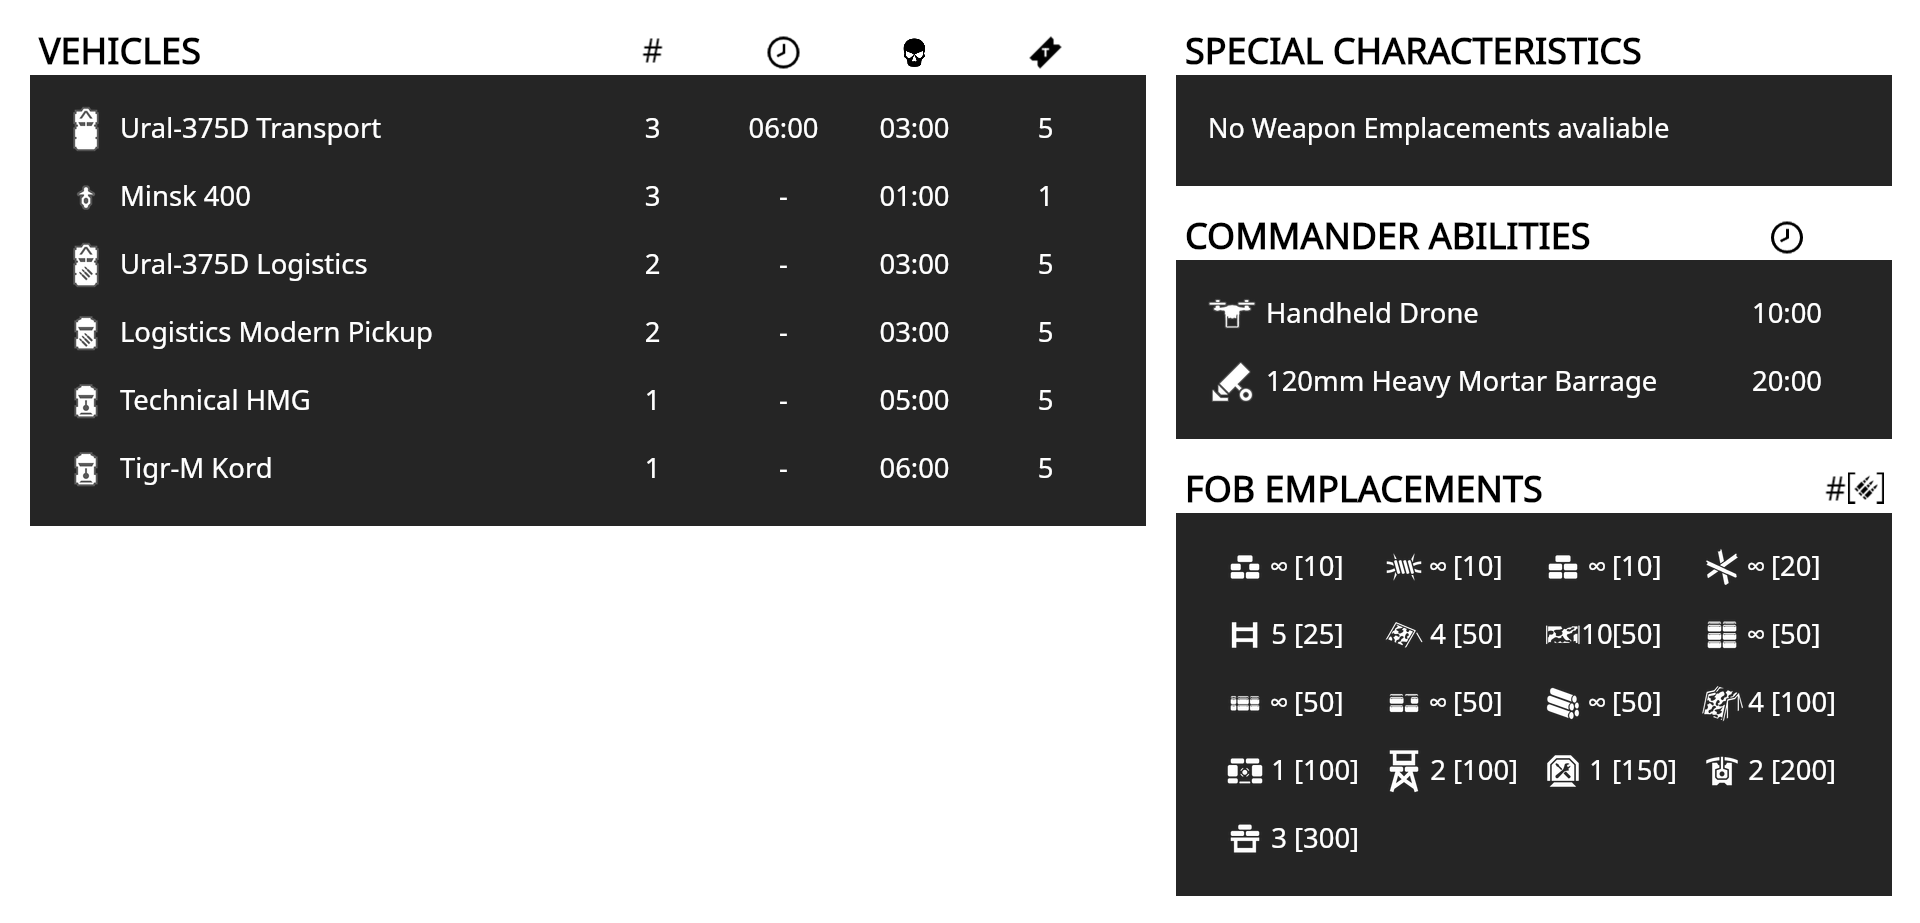 VEHICLES #
Ural-375D Transport 3 06:00 03:00 5
Minsk 400 3 - 01:00 1
Ural-375D Logistics 2 - 03:00 5
Logistics Modern Pickup 2 - 03:00 5
Technical HMG 1 - 05:00 5
Tigr-M Kord 1 - 06:00 5
SPECIAL CHARACTERISTICS
No Weapon Emplacements avaliable
COMMANDER ABILITIES
Handheld Drone 10:00
120mm Heavy Mortar Barrage 20:00
FOB EMPLACEMENTS #[]
∞ [10] ∞ [10] ∞ [10] ∞ [20]
5 [25] 4 [50] 10[50] ∞ [50]
∞ [50] ∞ [50] ∞ [50] 4 [100]
1 [100] 2 [100] 1 [150] 2 [200]
3 [300]